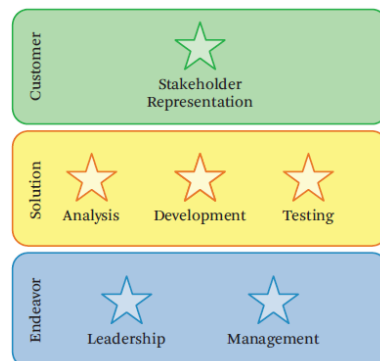 Customer
Stakeholder
Representation
Solution
Analysis
Development
Testing
Endeavor
Leadership
Management